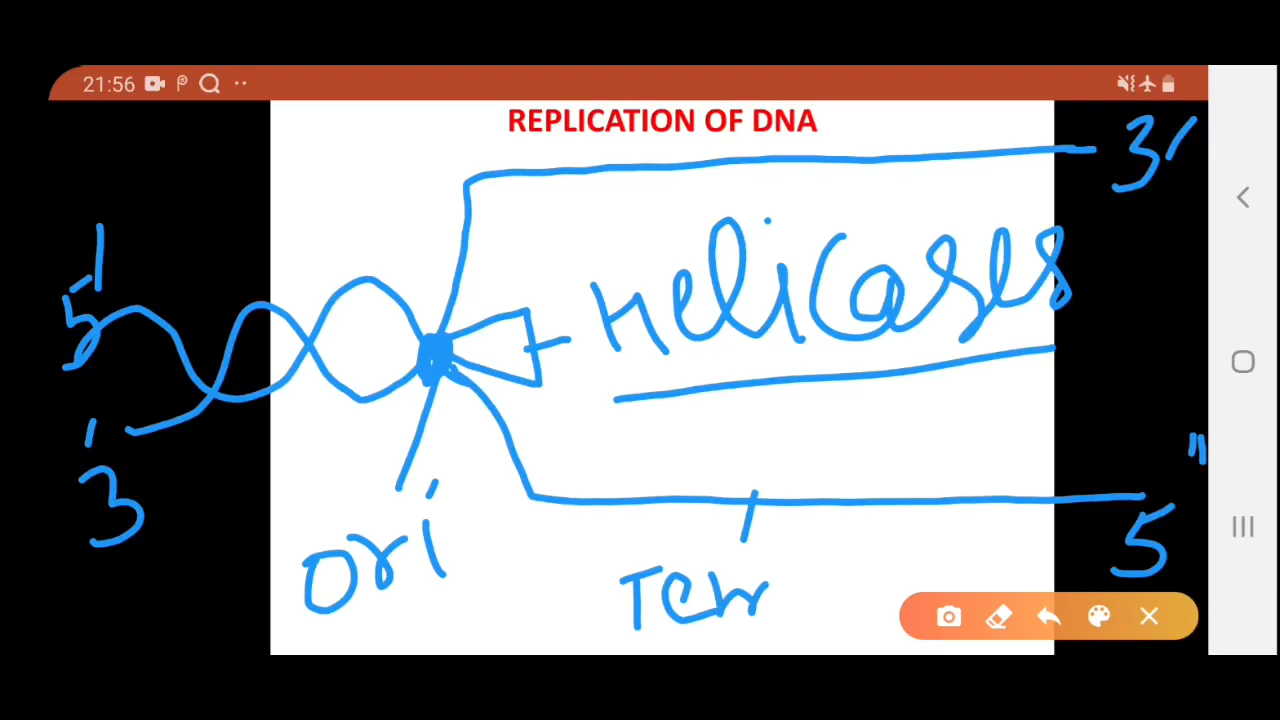 21:56
REPLICATION OF DNA
3'
5'
Helicases
3'
5"
Ori
Ter